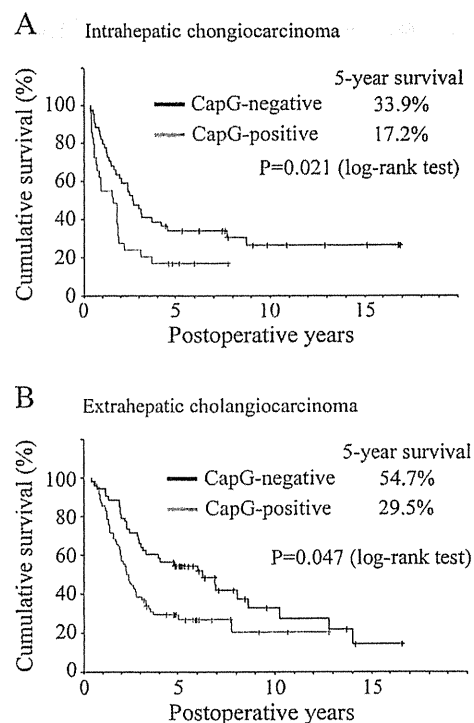 A
Intrahepatic chongiocarcinoma
5-year survival
CapG-negative 33.9%
CapG-positive 17.2%
P=0.021 (log-rank test)
Cumulative survival (%)
100
80
60
40
20
0
5
10
15
Postoperative years
B
Extrahepatic cholangiocarcinoma
5-year survival
CapG-negative 54.7%
CapG-positive 29.5%
P=0.047 (log-rank test)
Cumulative survival (%)
100
80
60
40
20
0
5
10
15
Postoperative years